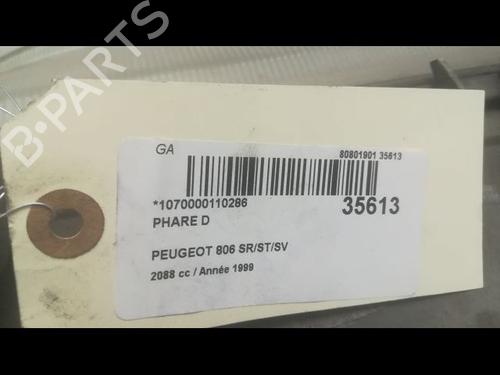 B-PARTS
GA
80801901 35613
*1070000110286
35613
PHARE D
PEUGEOT 806 SR/ST/SV
2088 cc / Année 1999